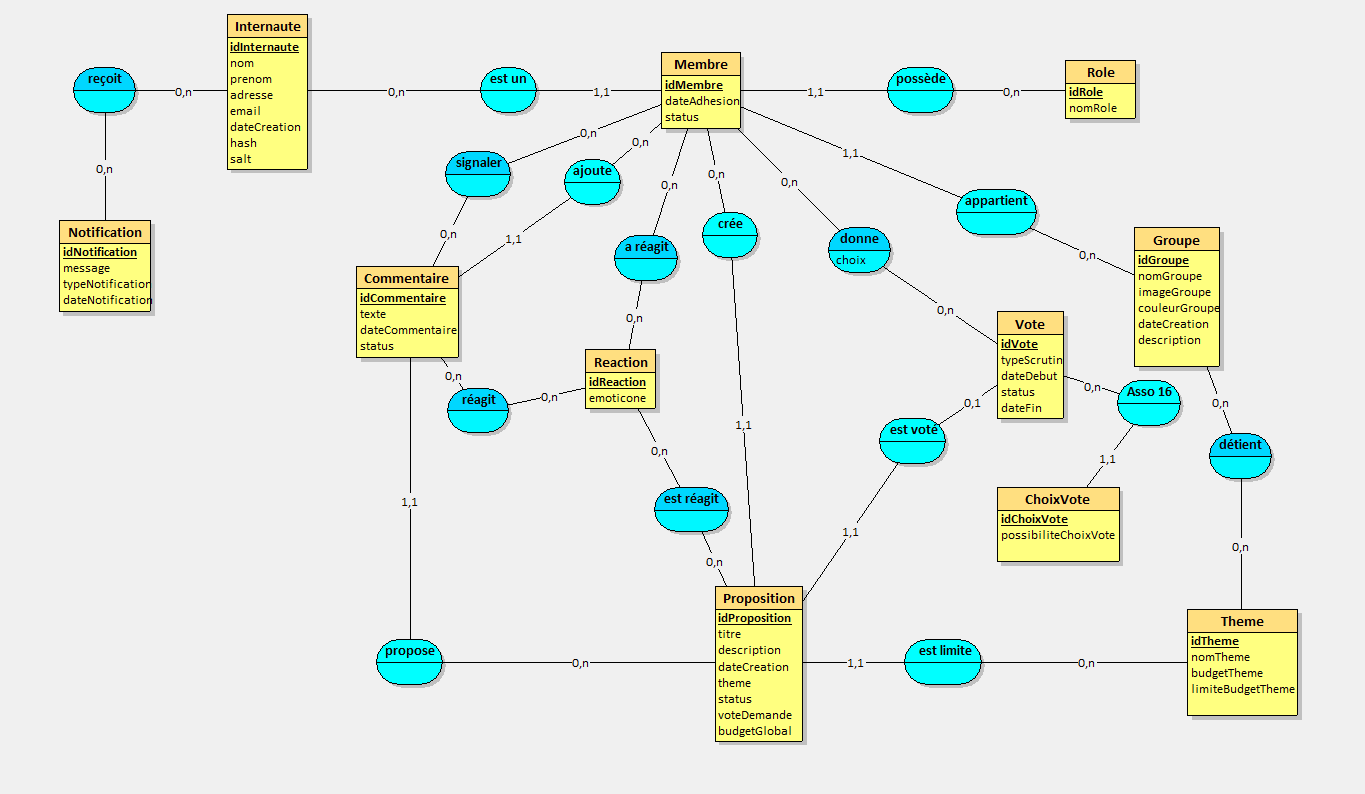 Internaute
idInternaute
nom
prenom
adresse
email
dateCreation
hash
salt
reçoit
0,n
0,n
Notification
idNotification
message
typeNotification
dateNotification
0,n
est un
1,1
Membre
idMembre
dateAdhesion
status
1,1
possède
0,n
Role
idRole
nomRole
0,n
signaler
0,n
0,n
ajoute
1,1
0,n
a réagit
0,n
0,n
crée
1,1
0,n
donne
choix
0,n
1,1
appartient
0,n
Groupe
idGroupe
nomGroupe
imageGroupe
couleurGroupe
dateCreation
description
Commentaire
idCommentaire
texte
dateCommentaire
status
0,n
réagit
0,n
Reaction
idReaction
emoticone
0,n
est réagit
0,n
Vote
idVote
typeScrutin
dateDebut
status
dateFin
0,1
est voté
1,1
0,n
Asso 16
1,1
ChoixVote
idChoixVote
possibiliteChoixVote
0,n
détient
0,n
1,1
propose
0,n
Proposition
idProposition
titre
description
dateCreation
theme
status
voteDemande
budgetGlobal
1,1
est limite
0,n
Theme
idTheme
nomTheme
budgetTheme
limiteBudgetTheme